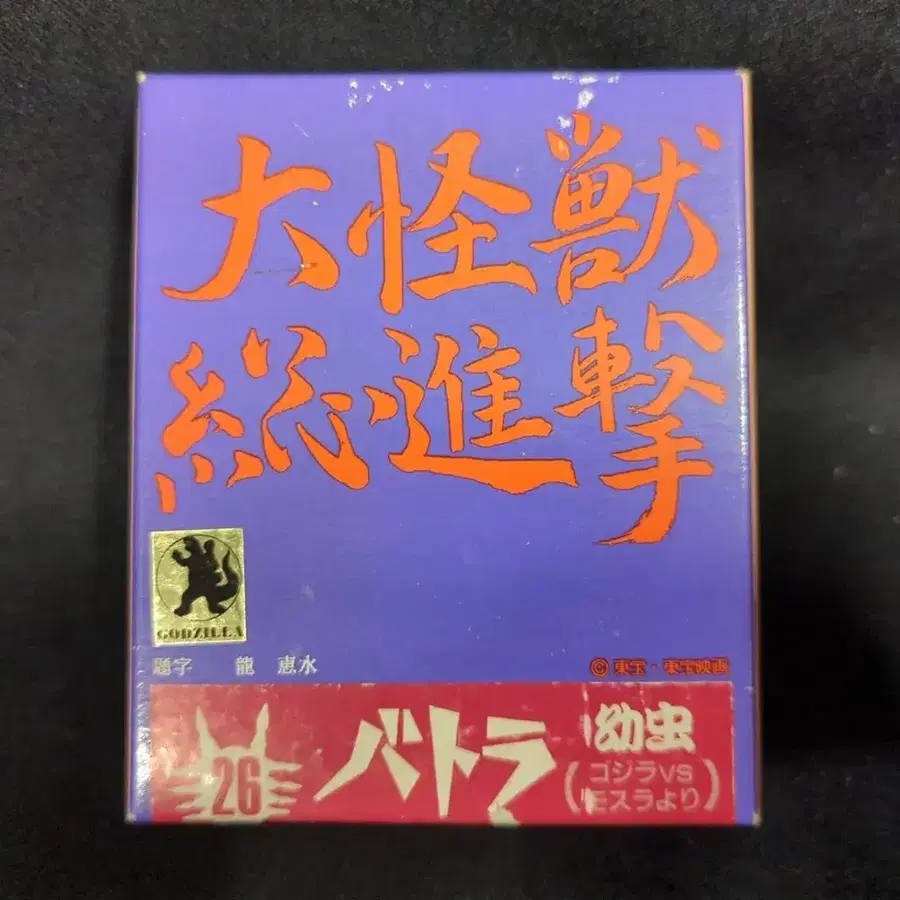 大怪獣
総進撃
GODZILLA
題字 龍 恵水
© 東宝・東宝映画
26
バトラ
幼虫
(ゴジラVS
モスラより)